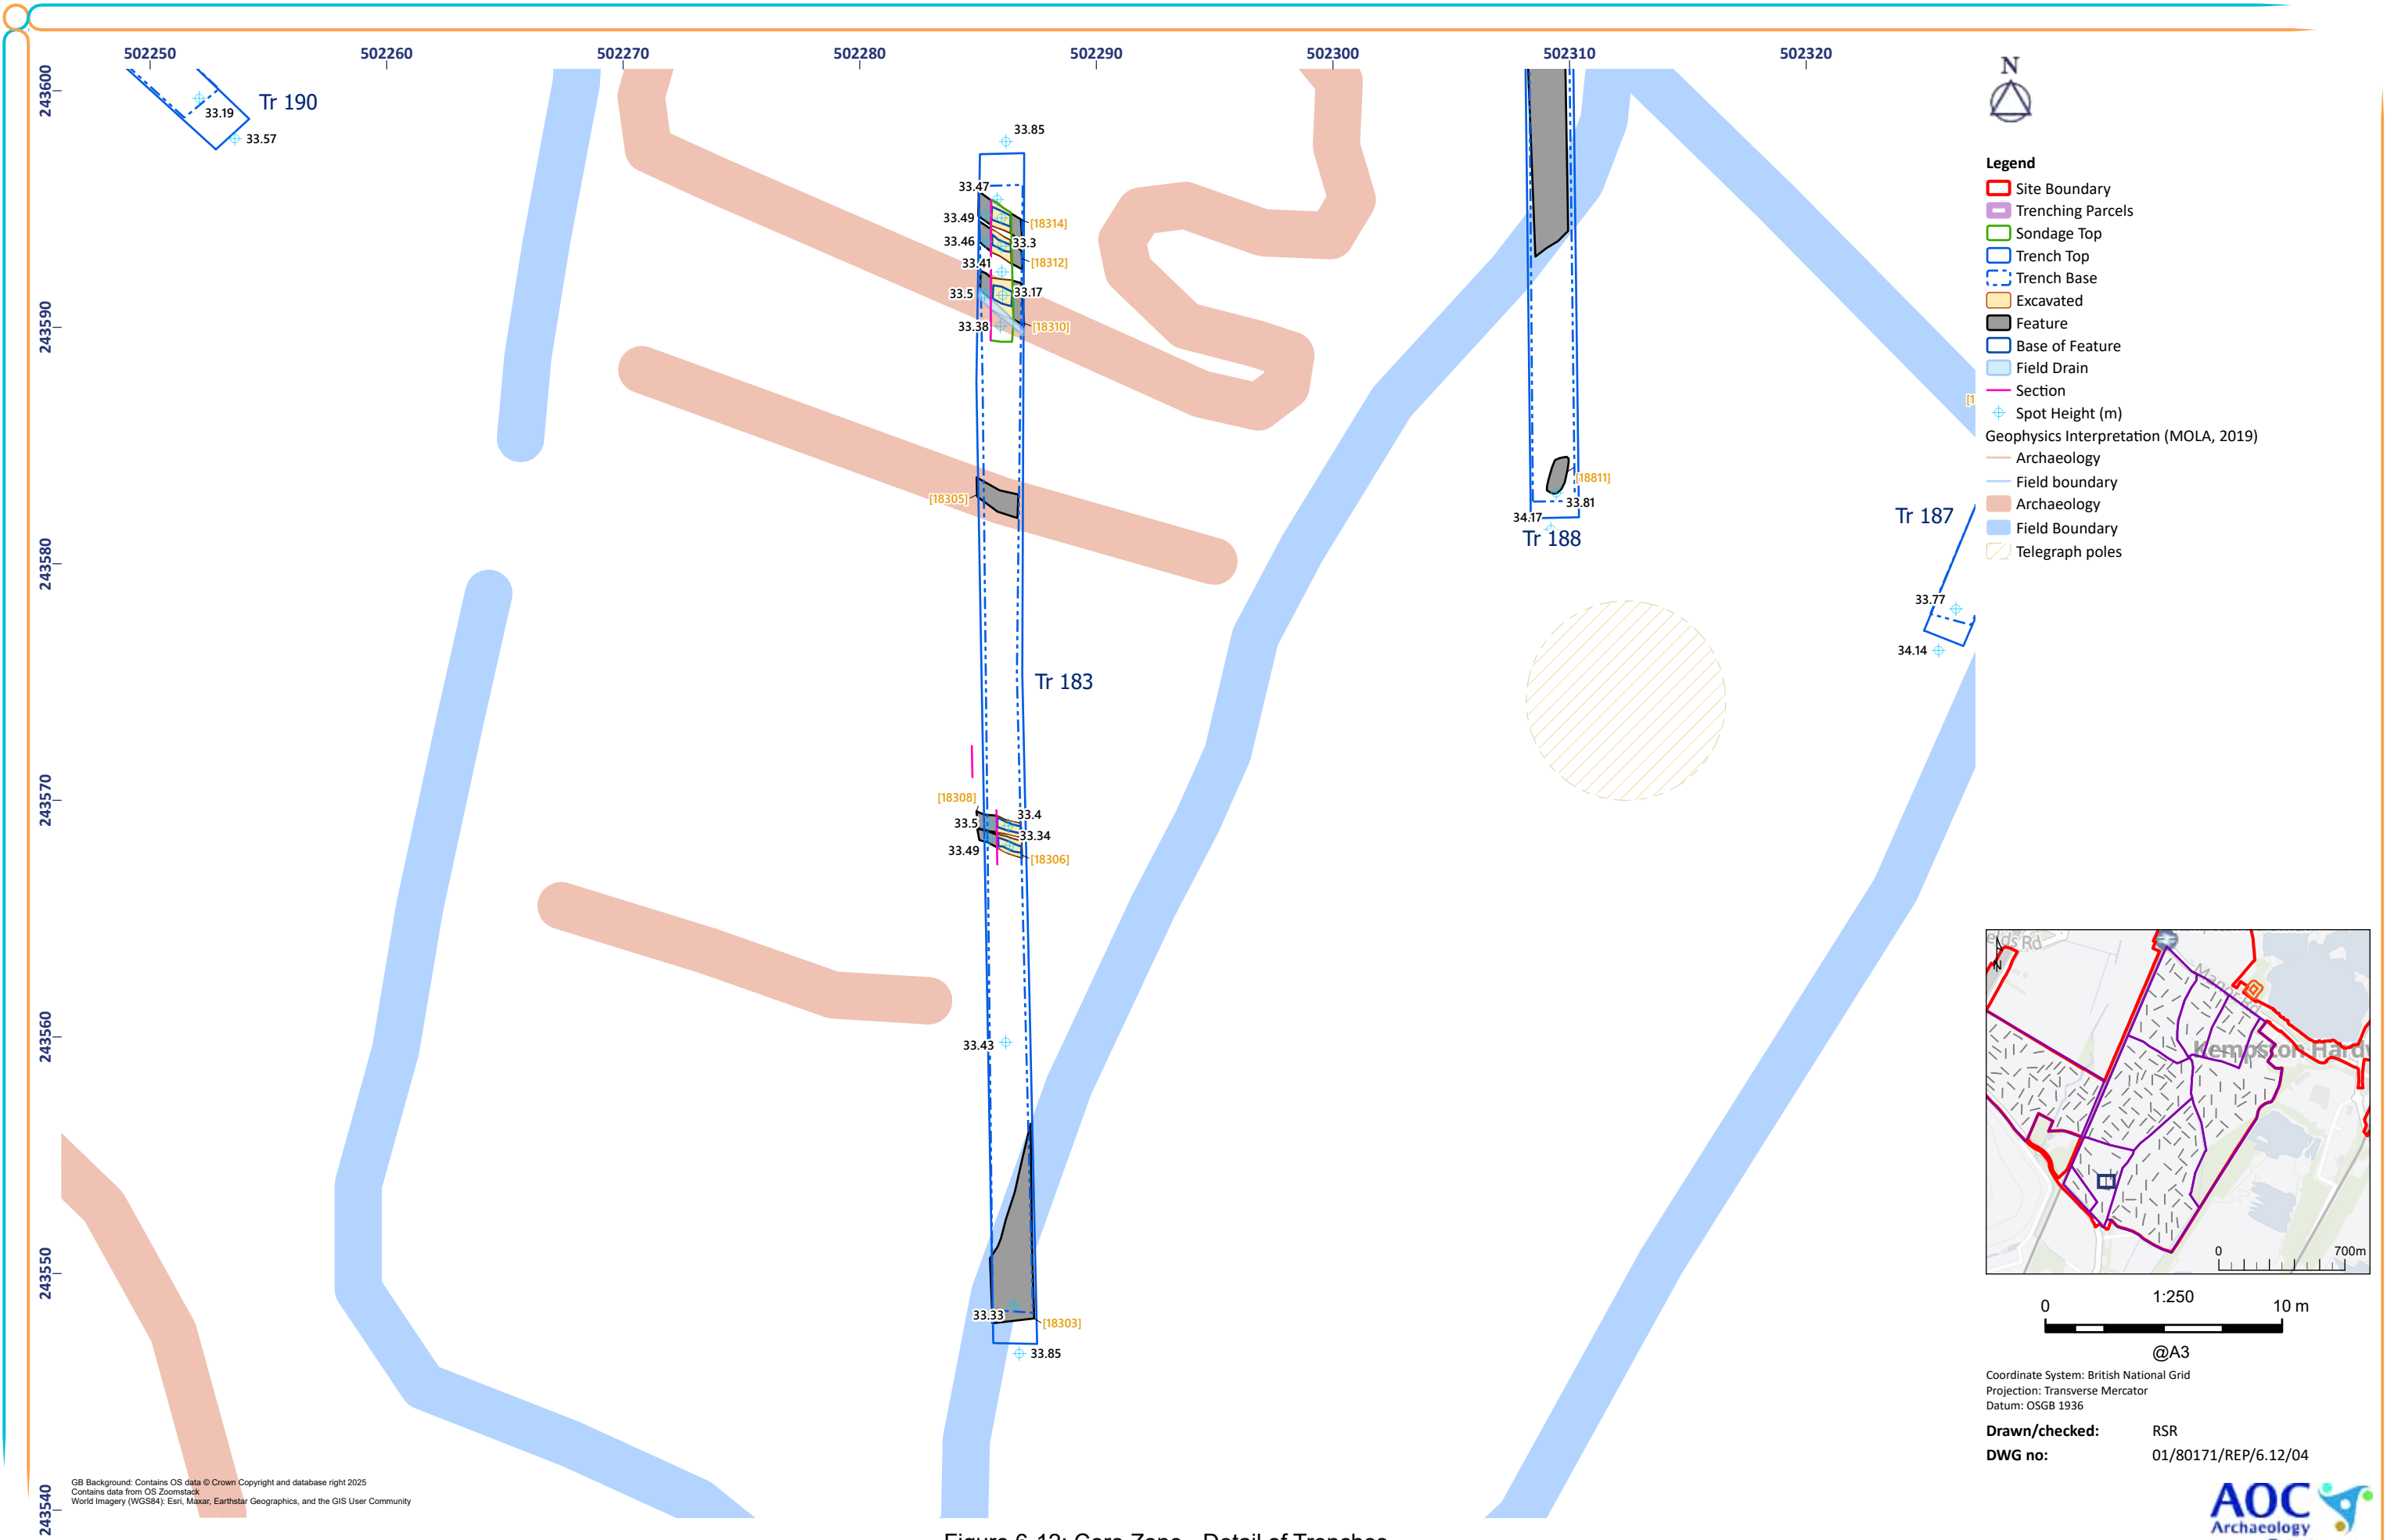 502250
502260
502270
502280
502290
502300
502310
502320
243600
243590
243580
243570
243560
243550
243540
Tr 190
33.19
33.57
33.85
33.47
33.49
[18314]
33.46
33.3
33.41
[18312]
33.5
33.17
33.38
[18310]
[18305]
[18811]
33.81
34.17
Tr 188
Tr 187
33.77
34.14
Tr 183
[18308]
33.4
33.5
33.34
33.49
[18306]
33.43
33.33
[18303]
33.85
N
Legend
Site Boundary
Trenching Parcels
Sondage Top
Trench Top
Trench Base
Excavated
Feature
Base of Feature
Field Drain
Section
Spot Height (m)
Geophysics Interpretation (MOLA, 2019)
Archaeology
Field boundary
Archaeology
Field Boundary
Telegraph poles
Rd
N
Kempston Hard
0
700m
1:250
0
10 m
@A3
Coordinate System: British National Grid
Projection: Transverse Mercator
Datum: OSGB 1936
Drawn/checked: RSR
DWG no: 01/80171/REP/6.12/04
AOC
Archaeology
GB Background: Contains OS data © Crown Copyright and database right 2025
Contains data from OS Zoomstack
World Imagery (WGS84): Esri, Maxar, Earthstar Geographics, and the GIS User Community